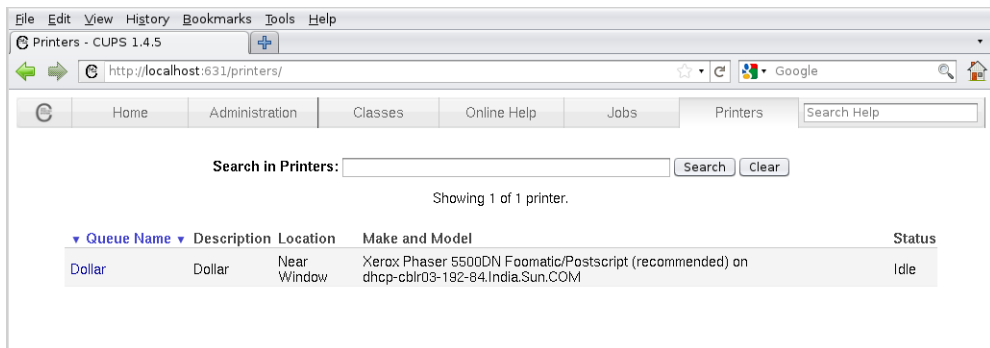 File Edit View History Bookmarks Tools Help
Printers - CUPS 1.4.5
http://localhost:631/printers/
Google
Home Administration Classes Online Help Jobs Printers Search Help
Search in Printers: Search Clear
Showing 1 of 1 printer.
▼ Queue Name ▼ Description Location Make and Model Status
Dollar Dollar Near Window Xerox Phaser 5500DN Foomatic/Postscript (recommended) on dhcp-cblr03-192-84.India.Sun.COM Idle